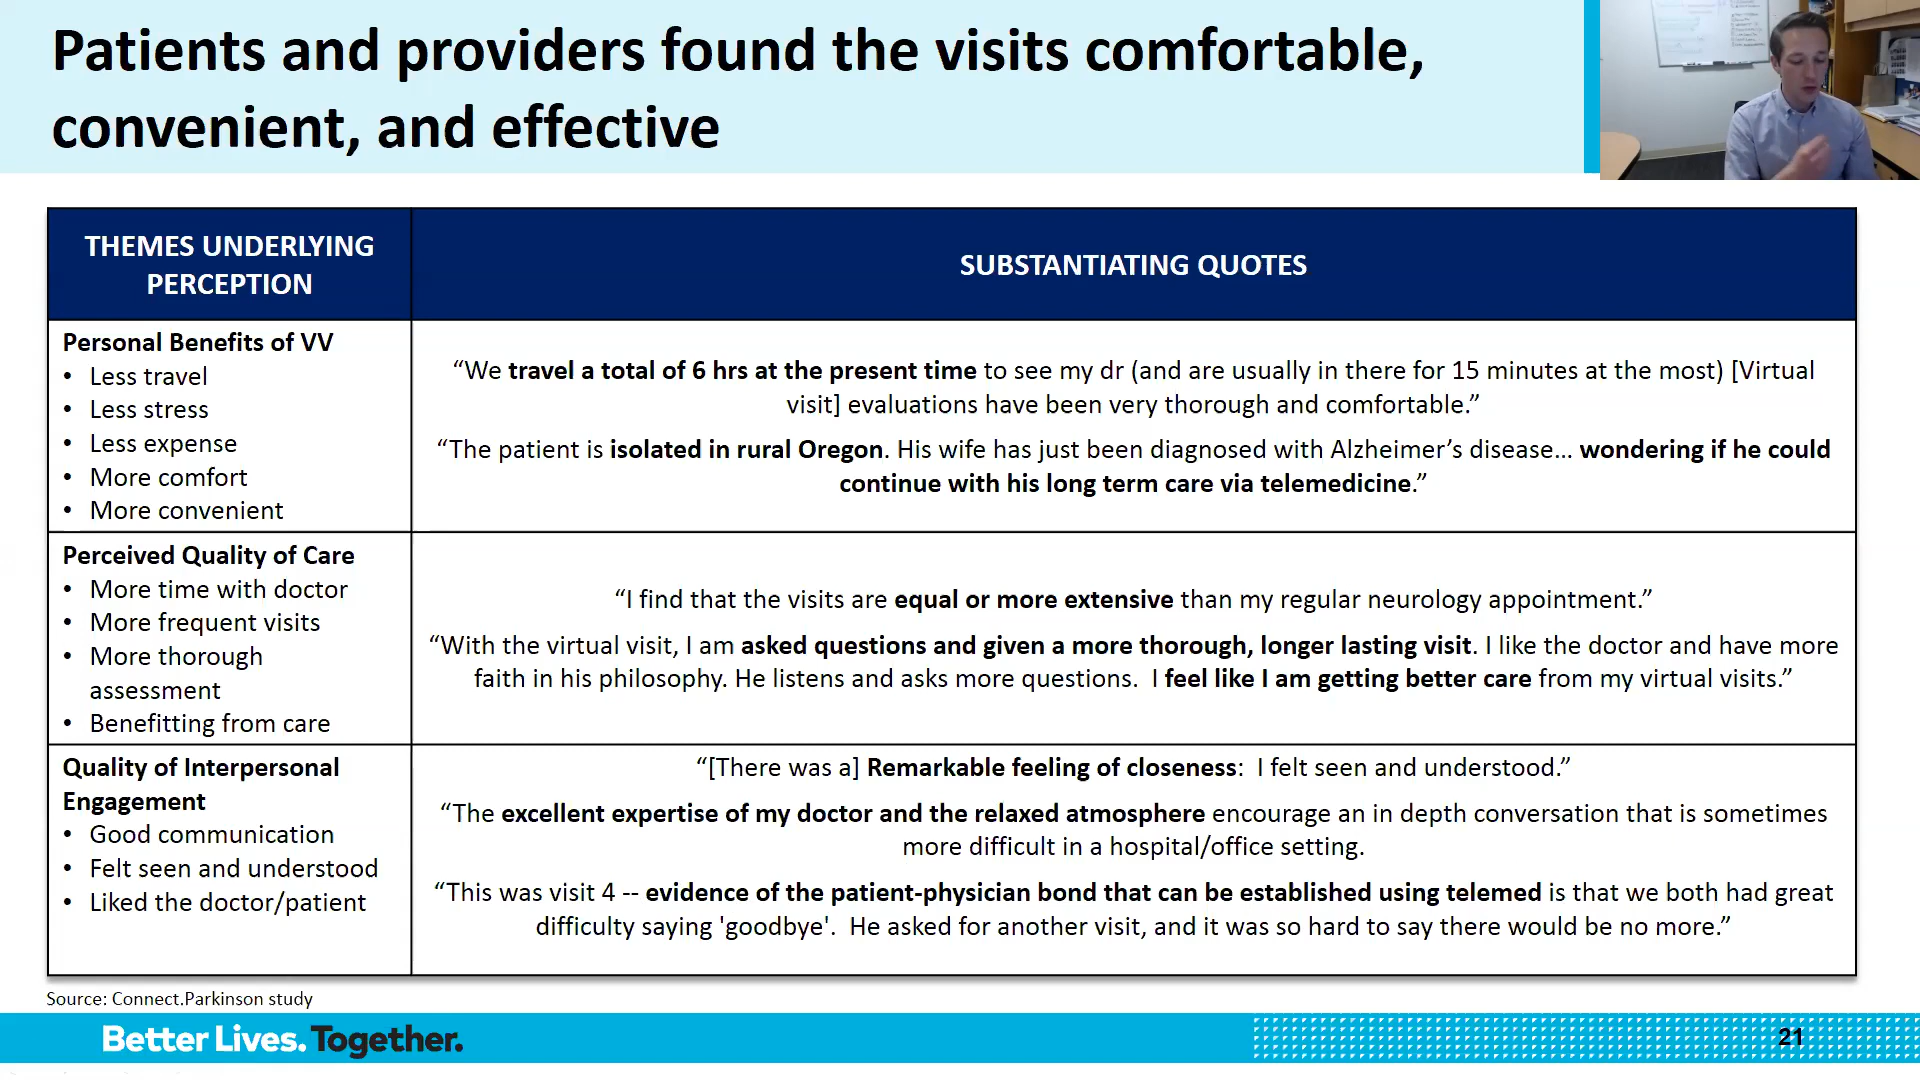 Patients and providers found the visits comfortable,
convenient, and effective
THEMES UNDERLYING
PERCEPTION
SUBSTANTIATING QUOTES
Personal Benefits of VV
• Less travel
• Less stress
• Less expense
• More comfort
• More convenient
“We travel a total of 6 hrs at the present time to see my dr (and are usually in there for 15 minutes at the most) [Virtual
visit] evaluations have been very thorough and comfortable.”
“The patient is isolated in rural Oregon. His wife has just been diagnosed with Alzheimer’s disease… wondering if he could
continue with his long term care via telemedicine.”
Perceived Quality of Care
• More time with doctor
• More frequent visits
• More thorough
assessment
• Benefitting from care
“I find that the visits are equal or more extensive than my regular neurology appointment.”
“With the virtual visit, I am asked questions and given a more thorough, longer lasting visit. I like the doctor and have more
faith in his philosophy. He listens and asks more questions.  I feel like I am getting better care from my virtual visits.”
Quality of Interpersonal
Engagement
• Good communication
• Felt seen and understood
• Liked the doctor/patient
“[There was a] Remarkable feeling of closeness:  I felt seen and understood.”
“The excellent expertise of my doctor and the relaxed atmosphere encourage an in depth conversation that is sometimes
more difficult in a hospital/office setting.
“This was visit 4 -- evidence of the patient-physician bond that can be established using telemed is that we both had great
difficulty saying 'goodbye'.  He asked for another visit, and it was so hard to say there would be no more.”
Source: Connect.Parkinson study
Better Lives. Together.
21